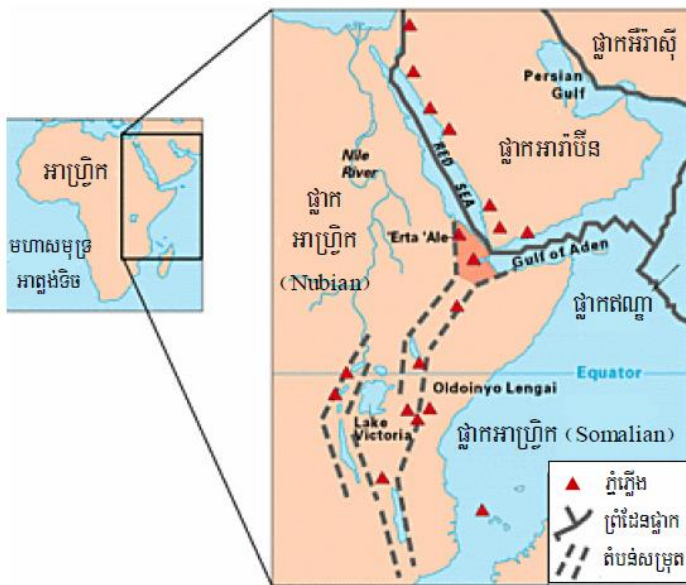 អាហ្វ្រិក
មហាសមុទ្រ
អាត្លង់ទិច
ផ្លាកអឺរ៉ាស៊ី
Persian
Gulf
ផ្លាកអារ៉ាប៊ីន
RED SEA
Nile
River
ផ្លាក
អាហ្វ្រិក
(Nubian)
'Erta 'Ale
Gulf of Aden
ផ្លាកឥណ្ឌា
Equator
Oldoinyo Lengai
Lake
Victoria
ផ្លាកអាហ្វ្រិក (Somalian)
ភ្នំភ្លើង
ព្រំដែនផ្លាក
តំបន់សម្រុត